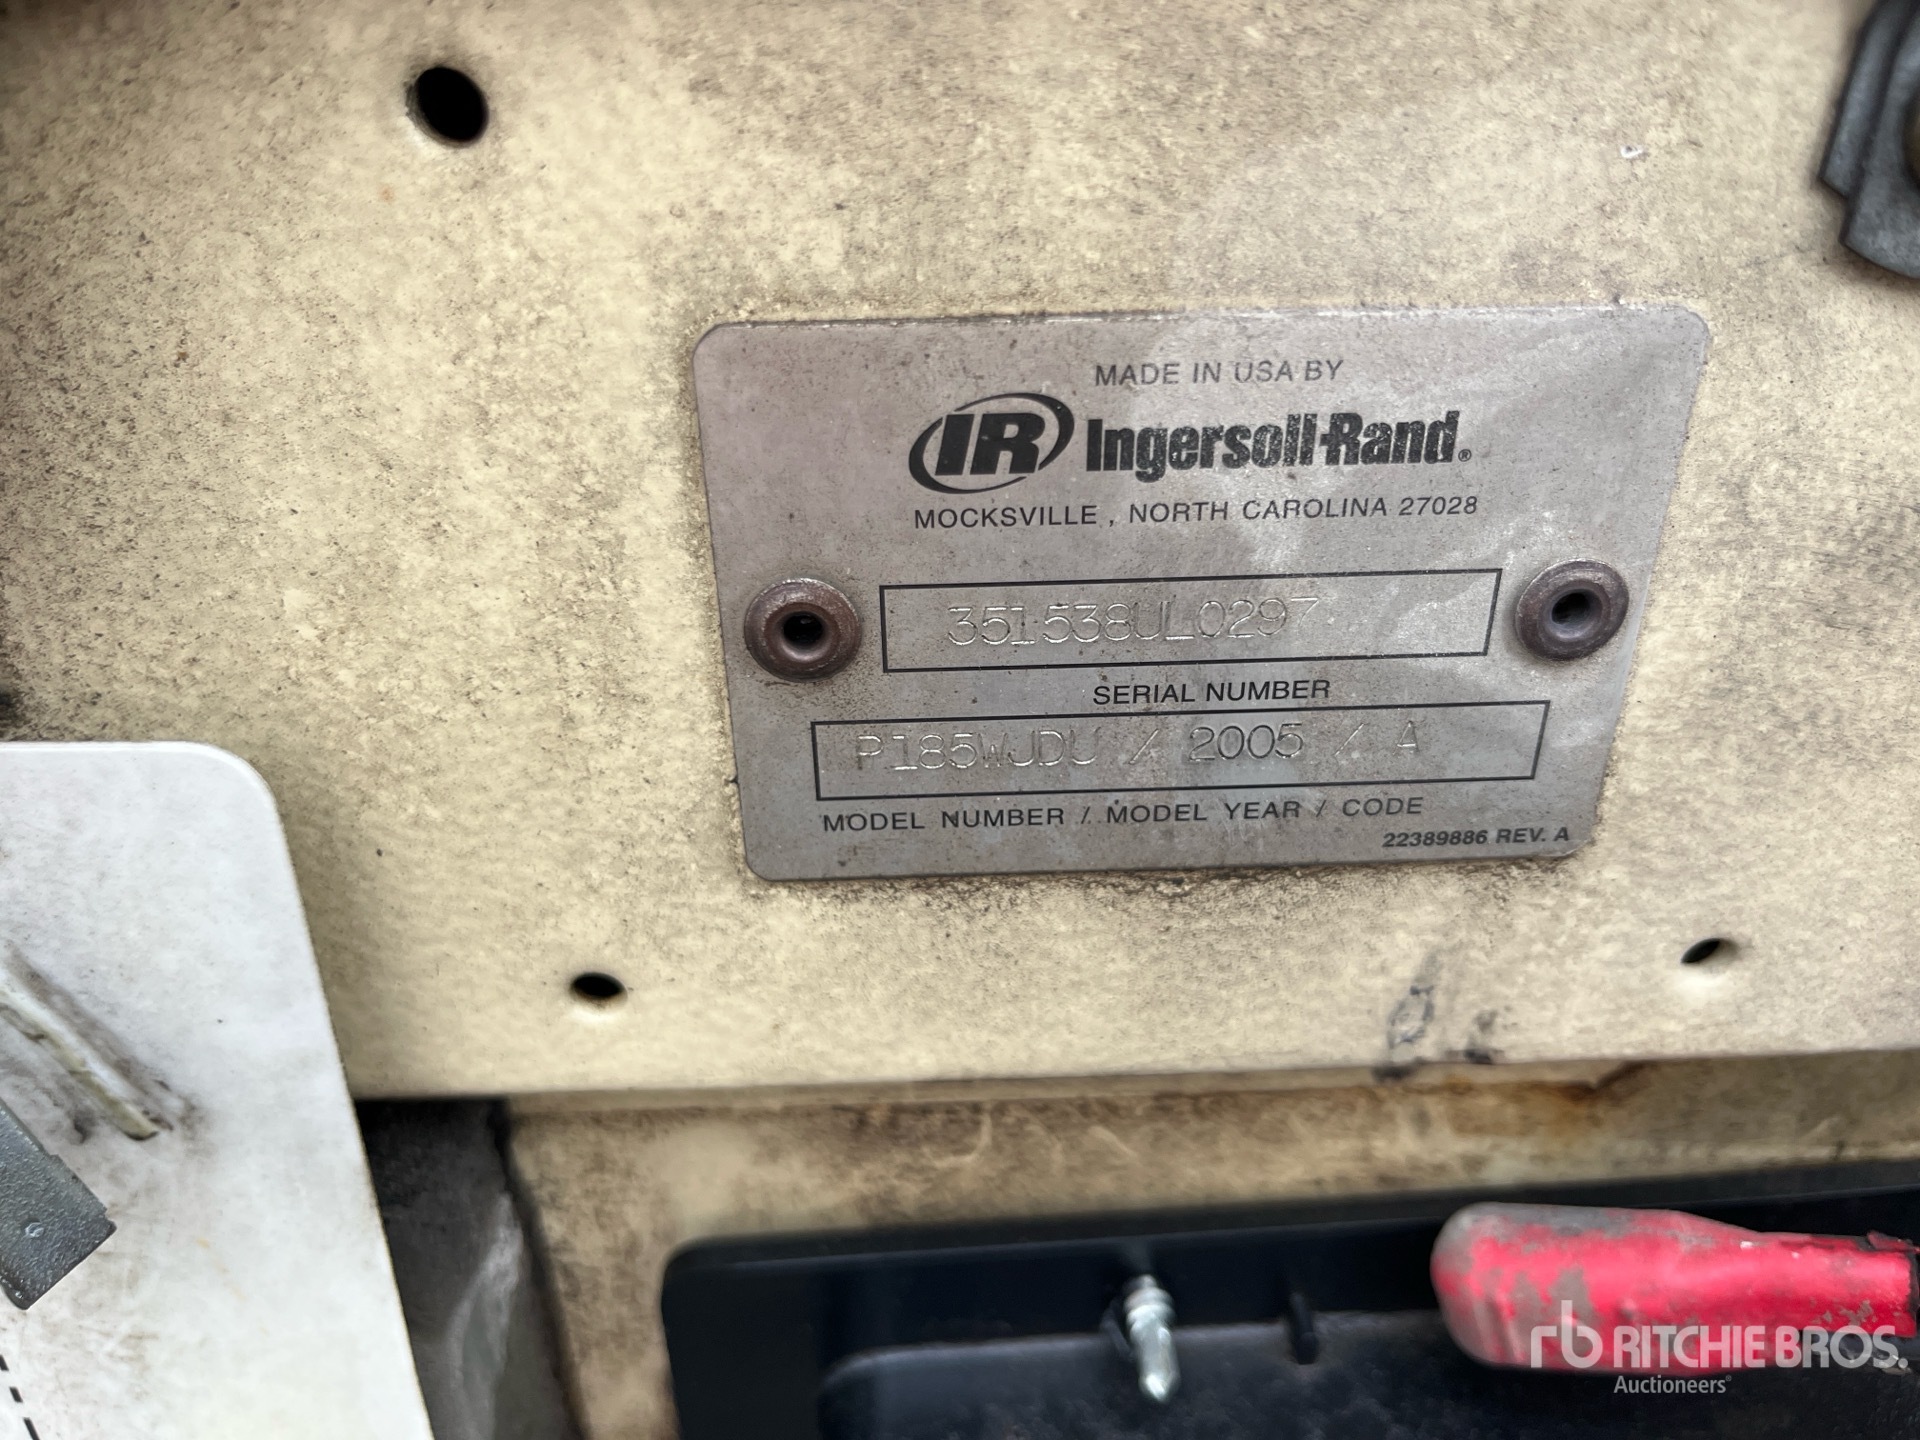 MADE IN USA BY
IR Ingersoll-Rand®
MOCKSVILLE, NORTH CAROLINA 27028
351538UL0297
SERIAL NUMBER
P185WJDU / 2005 / A
MODEL NUMBER / MODEL YEAR / CODE
22389886 REV. A
rb RITCHIE BROS.
Auctioneers®